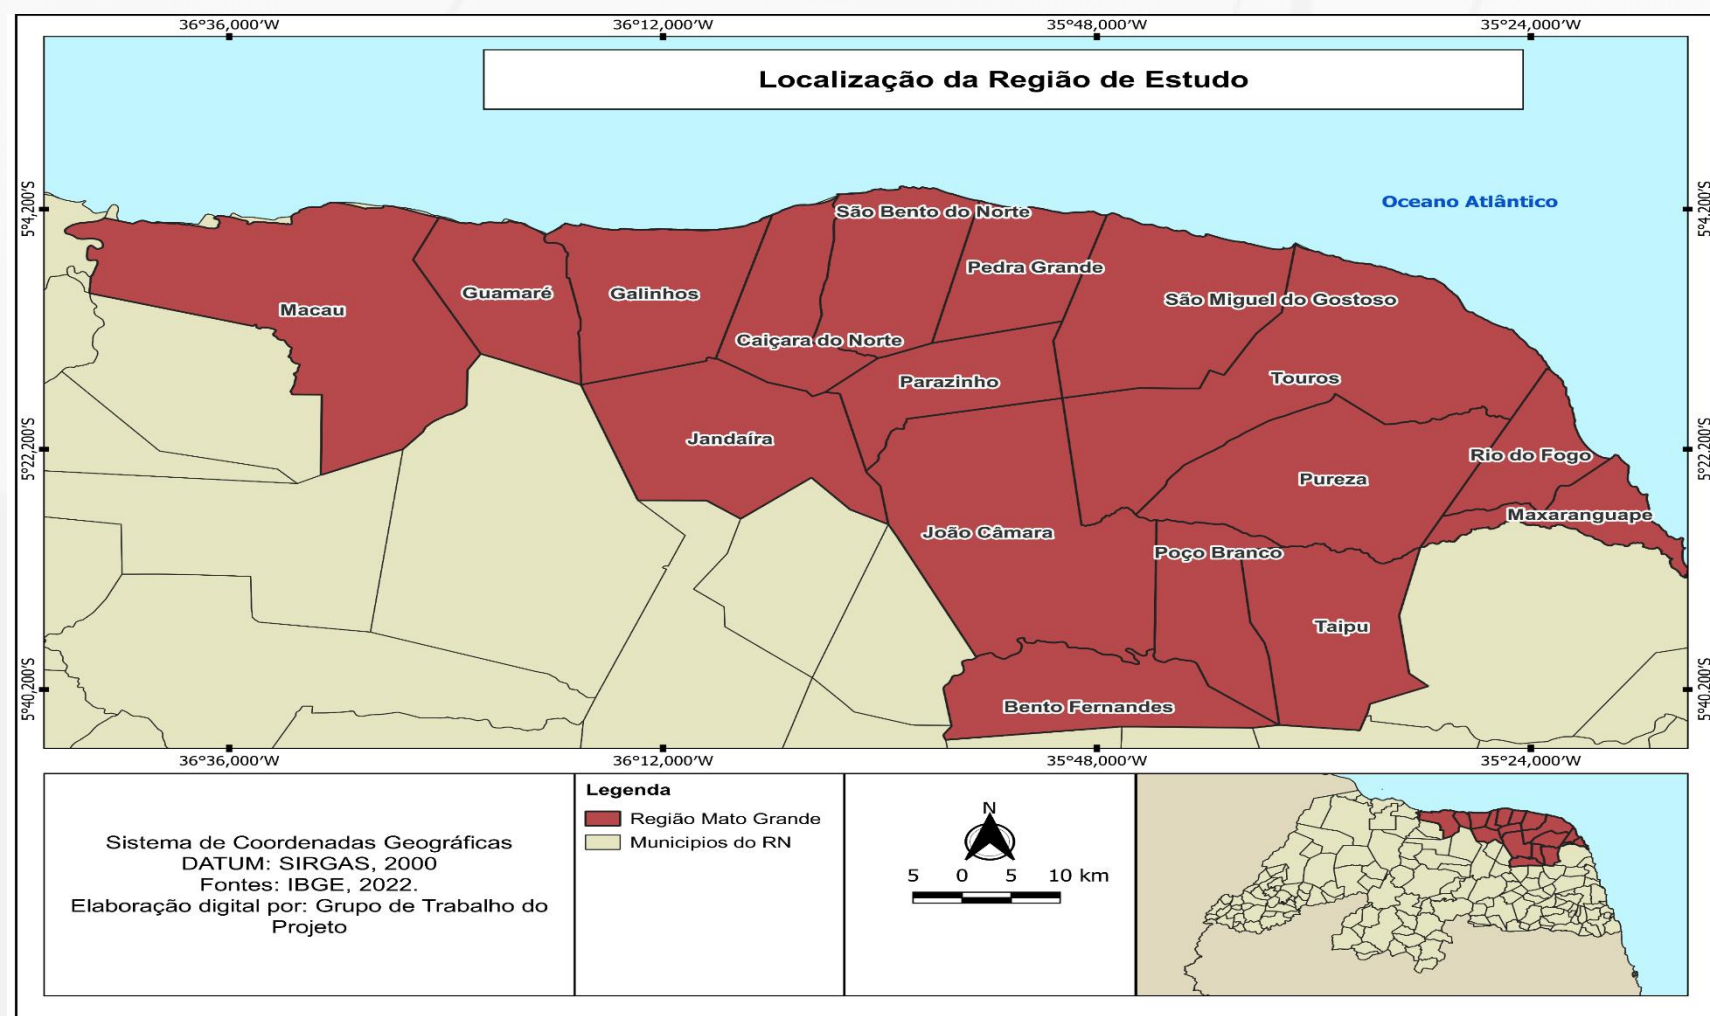 36°36,000'W 36°12,000'W 35°48,000'W 35°24,000'W
Localização da Região de Estudo
5°4,200'S 5°4,200'S
Oceano Atlântico
São Bento do Norte
Pedra Grande
Macau
Guamaré
Galinhos
São Miguel do Gostoso
Caiçara do Norte
Parazinho
Touros
Jandaíra
5°22,200'S 5°22,200'S
Rio do Fogo
Pureza
Maxaranguape
João Câmara
Poço Branco
Taipu
Bento Fernandes
5°40,200'S 5°40,200'S
36°36,000'W 36°12,000'W 35°48,000'W 35°24,000'W
Sistema de Coordenadas Geográficas
DATUM: SIRGAS, 2000
Fontes: IBGE, 2022.
Elaboração digital por: Grupo de Trabalho do
Projeto
Legenda
Região Mato Grande
Municipios do RN
N
5 0 5 10 km